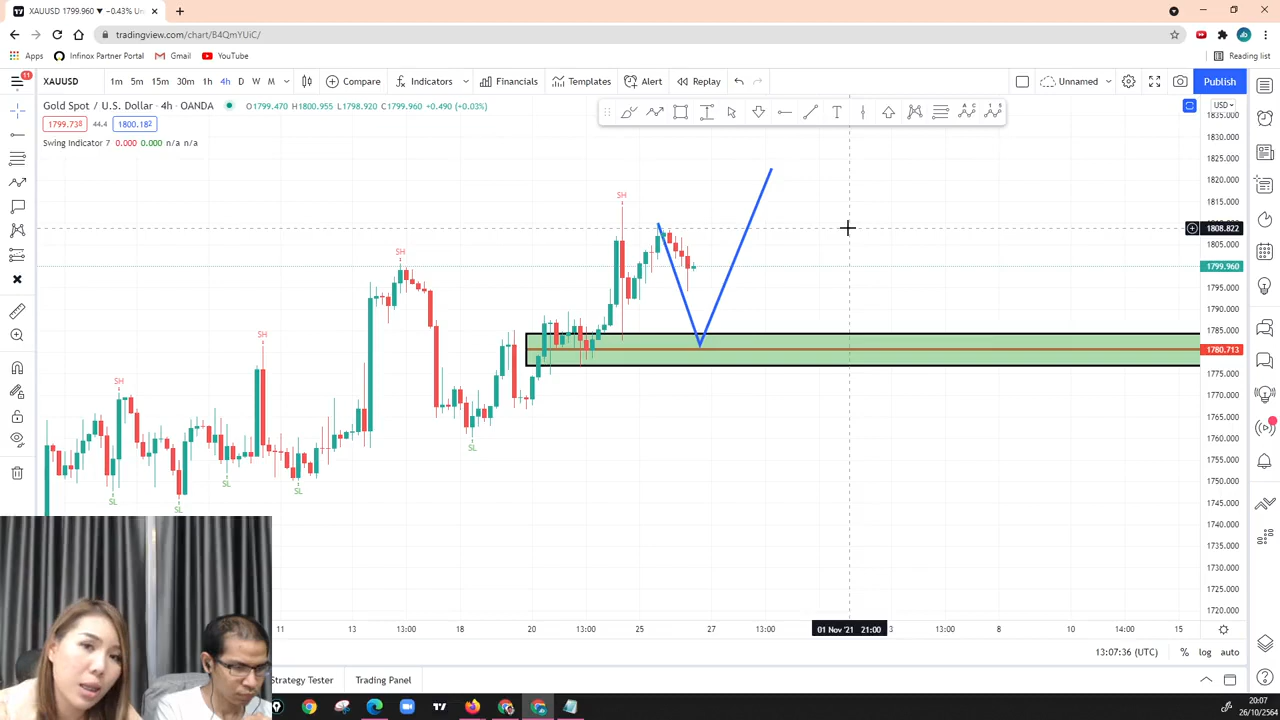 XAUUSD 1799.960 ▼ −0.43% Un
tradingview.com/chart/B4QmYUiC/
Apps Infinox Partner Portal Gmail YouTube Reading list
11
XAUUSD 1m 5m 15m 30m 1h 4h D W M Compare Indicators Financials Templates Alert Replay Unnamed Publish
Gold Spot / U.S. Dollar · 4h · OANDA O1799.470 H1800.955 L1798.920 C1799.960 +0.490 (+0.03%)
USD
1799.738 44.4 1800.182
Swing Indicator 7 0.000 0.000 n/a n/a
1835.000
1830.000
1825.000
1820.000
1815.000
1808.822
1805.000
1799.960
1795.000
1790.000
1785.000
1780.713
1775.000
1770.000
1765.000
1760.000
1755.000
1750.000
1745.000
1740.000
1735.000
1730.000
1725.000
1720.000
SH
SH
SH
SH
SL
SL
SL
SL
SL
11 13 13:00 18 20 13:00 25 27 13:00 01 Nov '21 21:00 3 13:00 8 10 14:00 15
13:07:36 (UTC) % log auto
Strategy Tester Trading Panel
20:07
26/10/2564